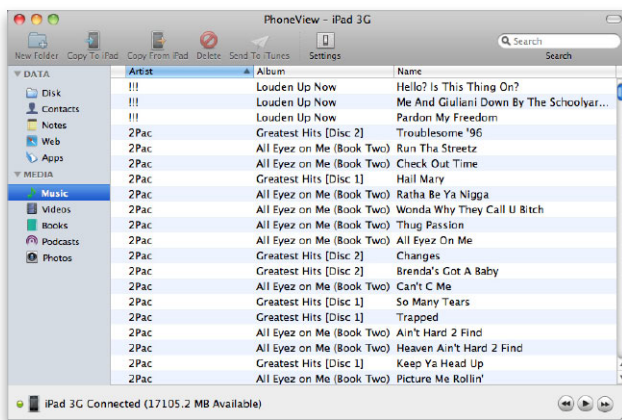 PhoneView - iPad 3G
New Folder Copy To iPad Copy From iPad Delete Send To iTunes Settings Search
Search
▼ DATA
Disk
Contacts
Notes
Web
Apps
▼ MEDIA
Music
Videos
Books
Podcasts
Photos
Artist Album Name
!!! Louden Up Now Hello? Is This Thing On?
!!! Louden Up Now Me And Giuliani Down By The Schoolyar...
!!! Louden Up Now Pardon My Freedom
2Pac Greatest Hits [Disc 2] Troublesome '96
2Pac All Eyez on Me (Book Two) Run Tha Streetz
2Pac All Eyez on Me (Book Two) Check Out Time
2Pac Greatest Hits [Disc 1] Hail Mary
2Pac All Eyez on Me (Book Two) Ratha Be Ya Nigga
2Pac All Eyez on Me (Book Two) Wonda Why They Call U Bitch
2Pac All Eyez on Me (Book Two) Thug Passion
2Pac All Eyez on Me (Book Two) All Eyez On Me
2Pac Greatest Hits [Disc 2] Changes
2Pac Greatest Hits [Disc 2] Brenda's Got A Baby
2Pac All Eyez on Me (Book Two) Can't C Me
2Pac Greatest Hits [Disc 1] So Many Tears
2Pac Greatest Hits [Disc 1] Trapped
2Pac All Eyez on Me (Book Two) Ain't Hard 2 Find
2Pac All Eyez on Me (Book Two) Heaven Ain't Hard 2 Find
2Pac Greatest Hits [Disc 1] Keep Ya Head Up
2Pac All Eyez on Me (Book Two) Picture Me Rollin'
iPad 3G Connected (17105.2 MB Available)